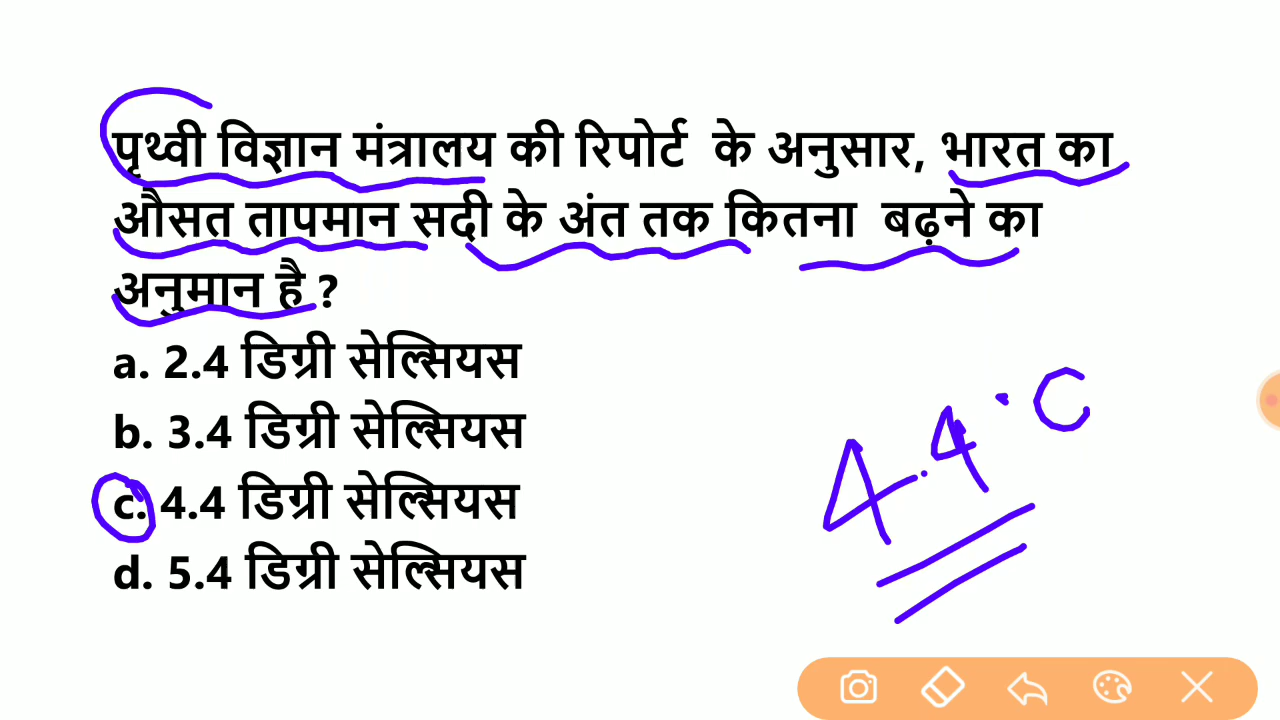 पृथ्वी विज्ञान मंत्रालय की रिपोर्ट के अनुसार, भारत का
औसत तापमान सदी के अंत तक कितना बढ़ने का
अनुमान है ?
a. 2.4 डिग्री सेल्सियस
b. 3.4 डिग्री सेल्सियस
c. 4.4 डिग्री सेल्सियस
d. 5.4 डिग्री सेल्सियस
4.4°C